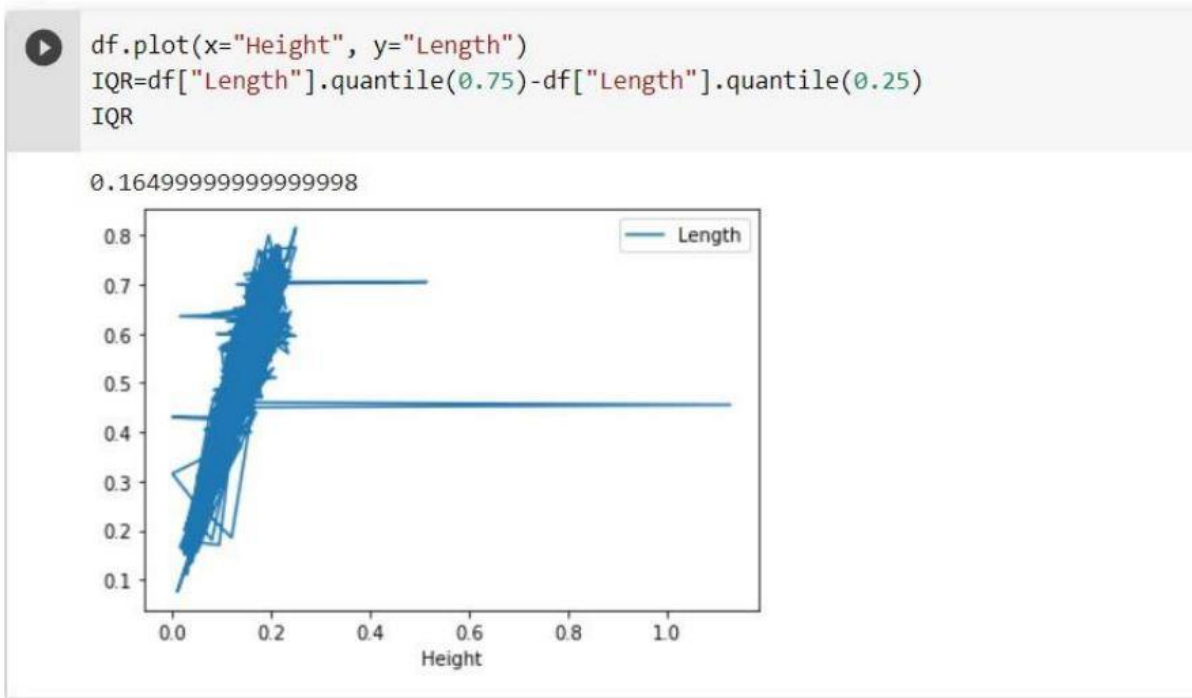 df.plot(x="Height", y="Length")
IQR=df["Length"].quantile(0.75)-df["Length"].quantile(0.25)
IQR
0.16499999999999998
Length
0.8
0.7
0.6
0.5
0.4
0.3
0.2
0.1
0.0 0.2 0.4 0.6 0.8 1.0
Height